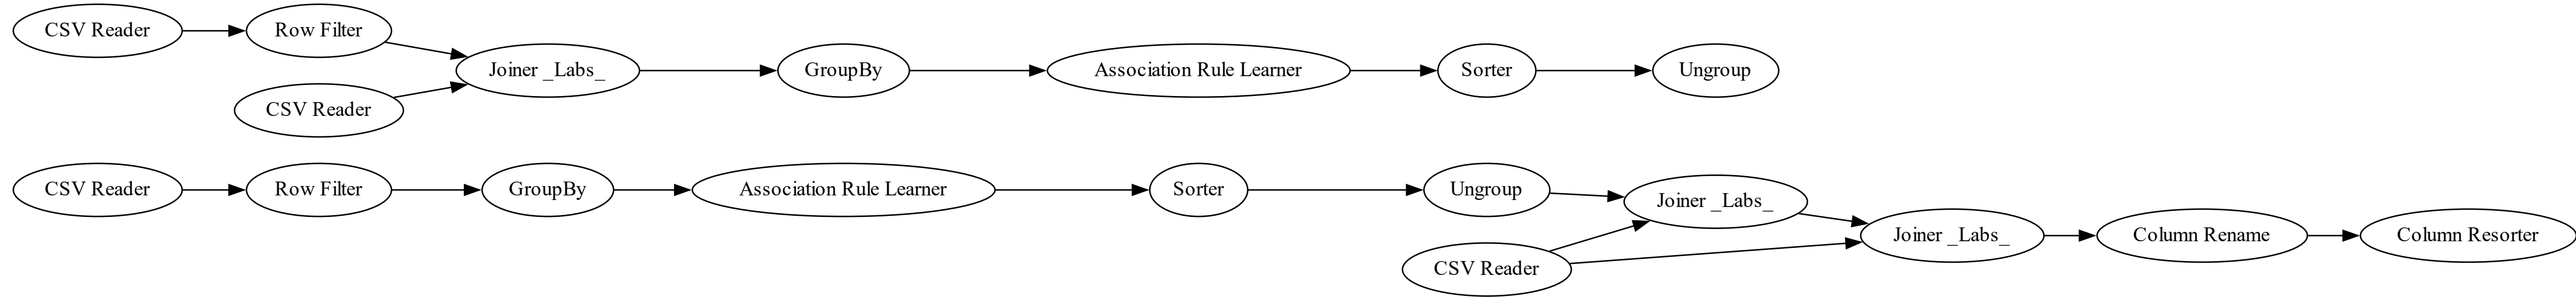 CSV Reader
Row Filter
CSV Reader
Joiner _Labs_
GroupBy
Association Rule Learner
Sorter
Ungroup
CSV Reader
Row Filter
GroupBy
Association Rule Learner
Sorter
Ungroup
CSV Reader
Joiner _Labs_
Joiner _Labs_
Column Rename
Column Resorter